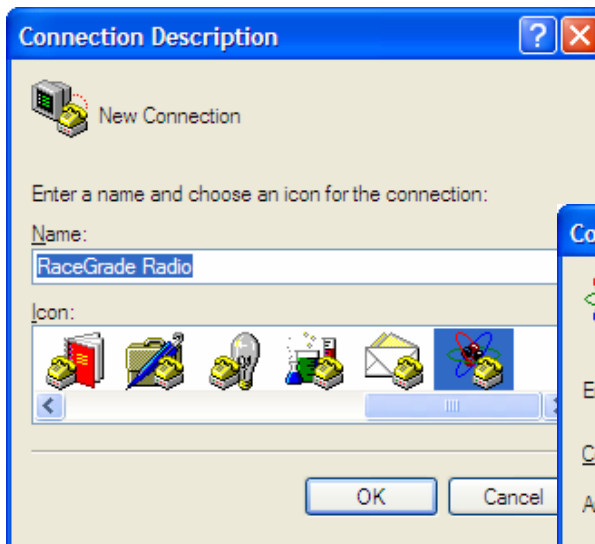 Connection Description
New Connection
Enter a name and choose an icon for the connection:
Name:
RaceGrade Radio
Icon:
OK
Cancel
Co
E
C
A